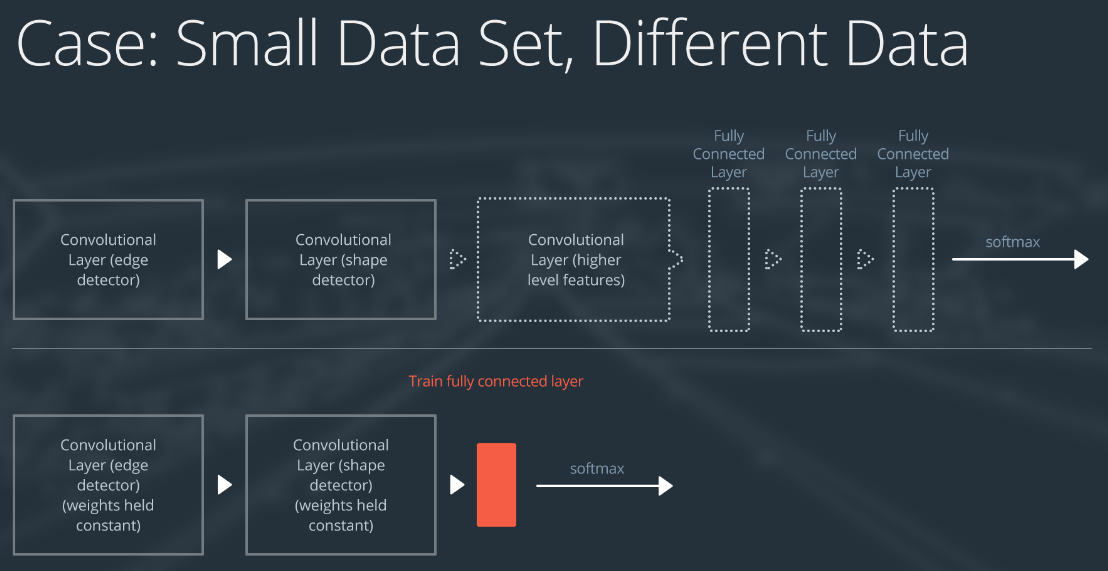 Case: Small Data Set, Different Data
Fully
Connected
Layer
Fully
Connected
Layer
Fully
Connected
Layer
Convolutional
Layer (edge
detector)
Convolutional
Layer (shape
detector)
Convolutional
Layer (higher
level features)
softmax
Train fully connected layer
Convolutional
Layer (edge
detector)
(weights held
constant)
Convolutional
Layer (shape
detector)
(weights held
constant)
softmax